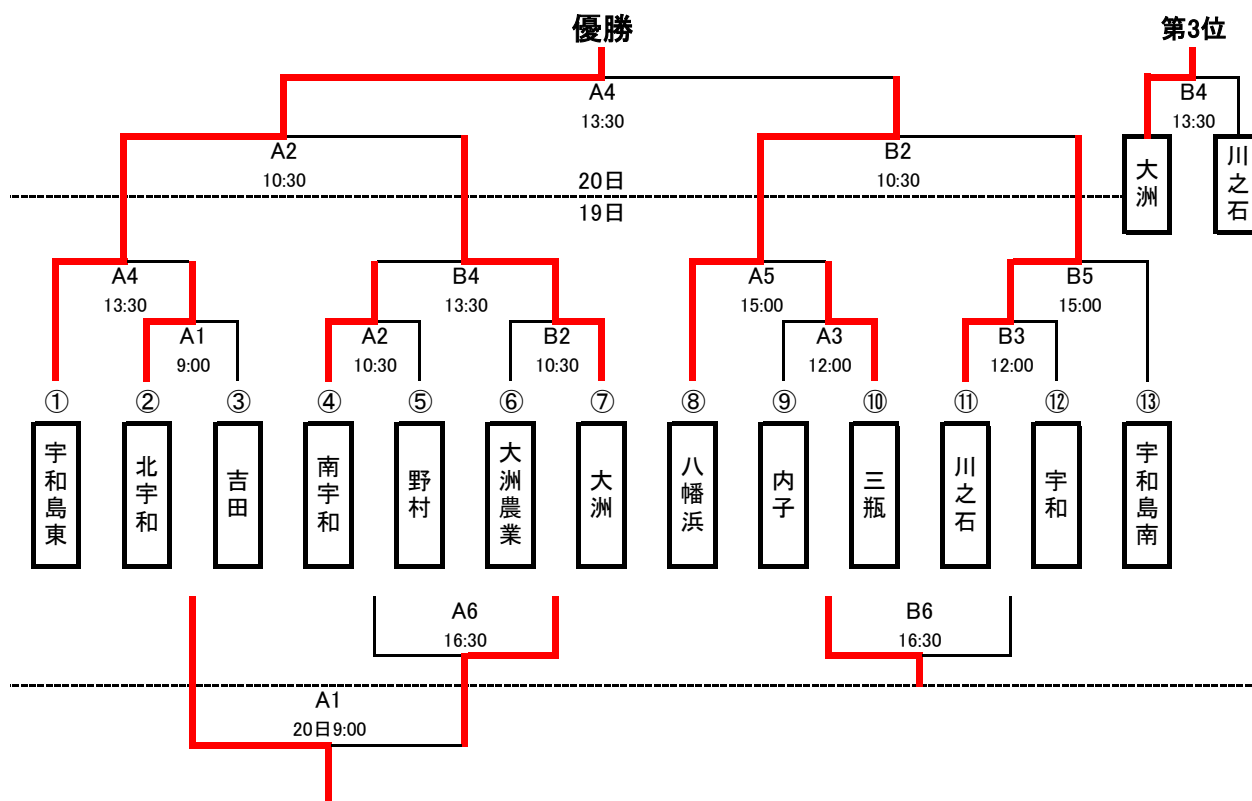 優勝
第3位
A4
13:30
B4
13:30
A2
10:30
B2
10:30
大洲
川之石
20日
19日
A4
13:30
B4
13:30
A5
15:00
B5
15:00
A1
9:00
A2
10:30
B2
10:30
A3
12:00
B3
12:00
① ② ③ ④ ⑤ ⑥ ⑦ ⑧ ⑨ ⑩ ⑪ ⑫ ⑬
宇和島東
北宇和
吉田
南宇和
野村
大洲農業
大洲
八幡浜
内子
三瓶
川之石
宇和
宇和島南
A6
16:30
B6
16:30
A1
20日9:00